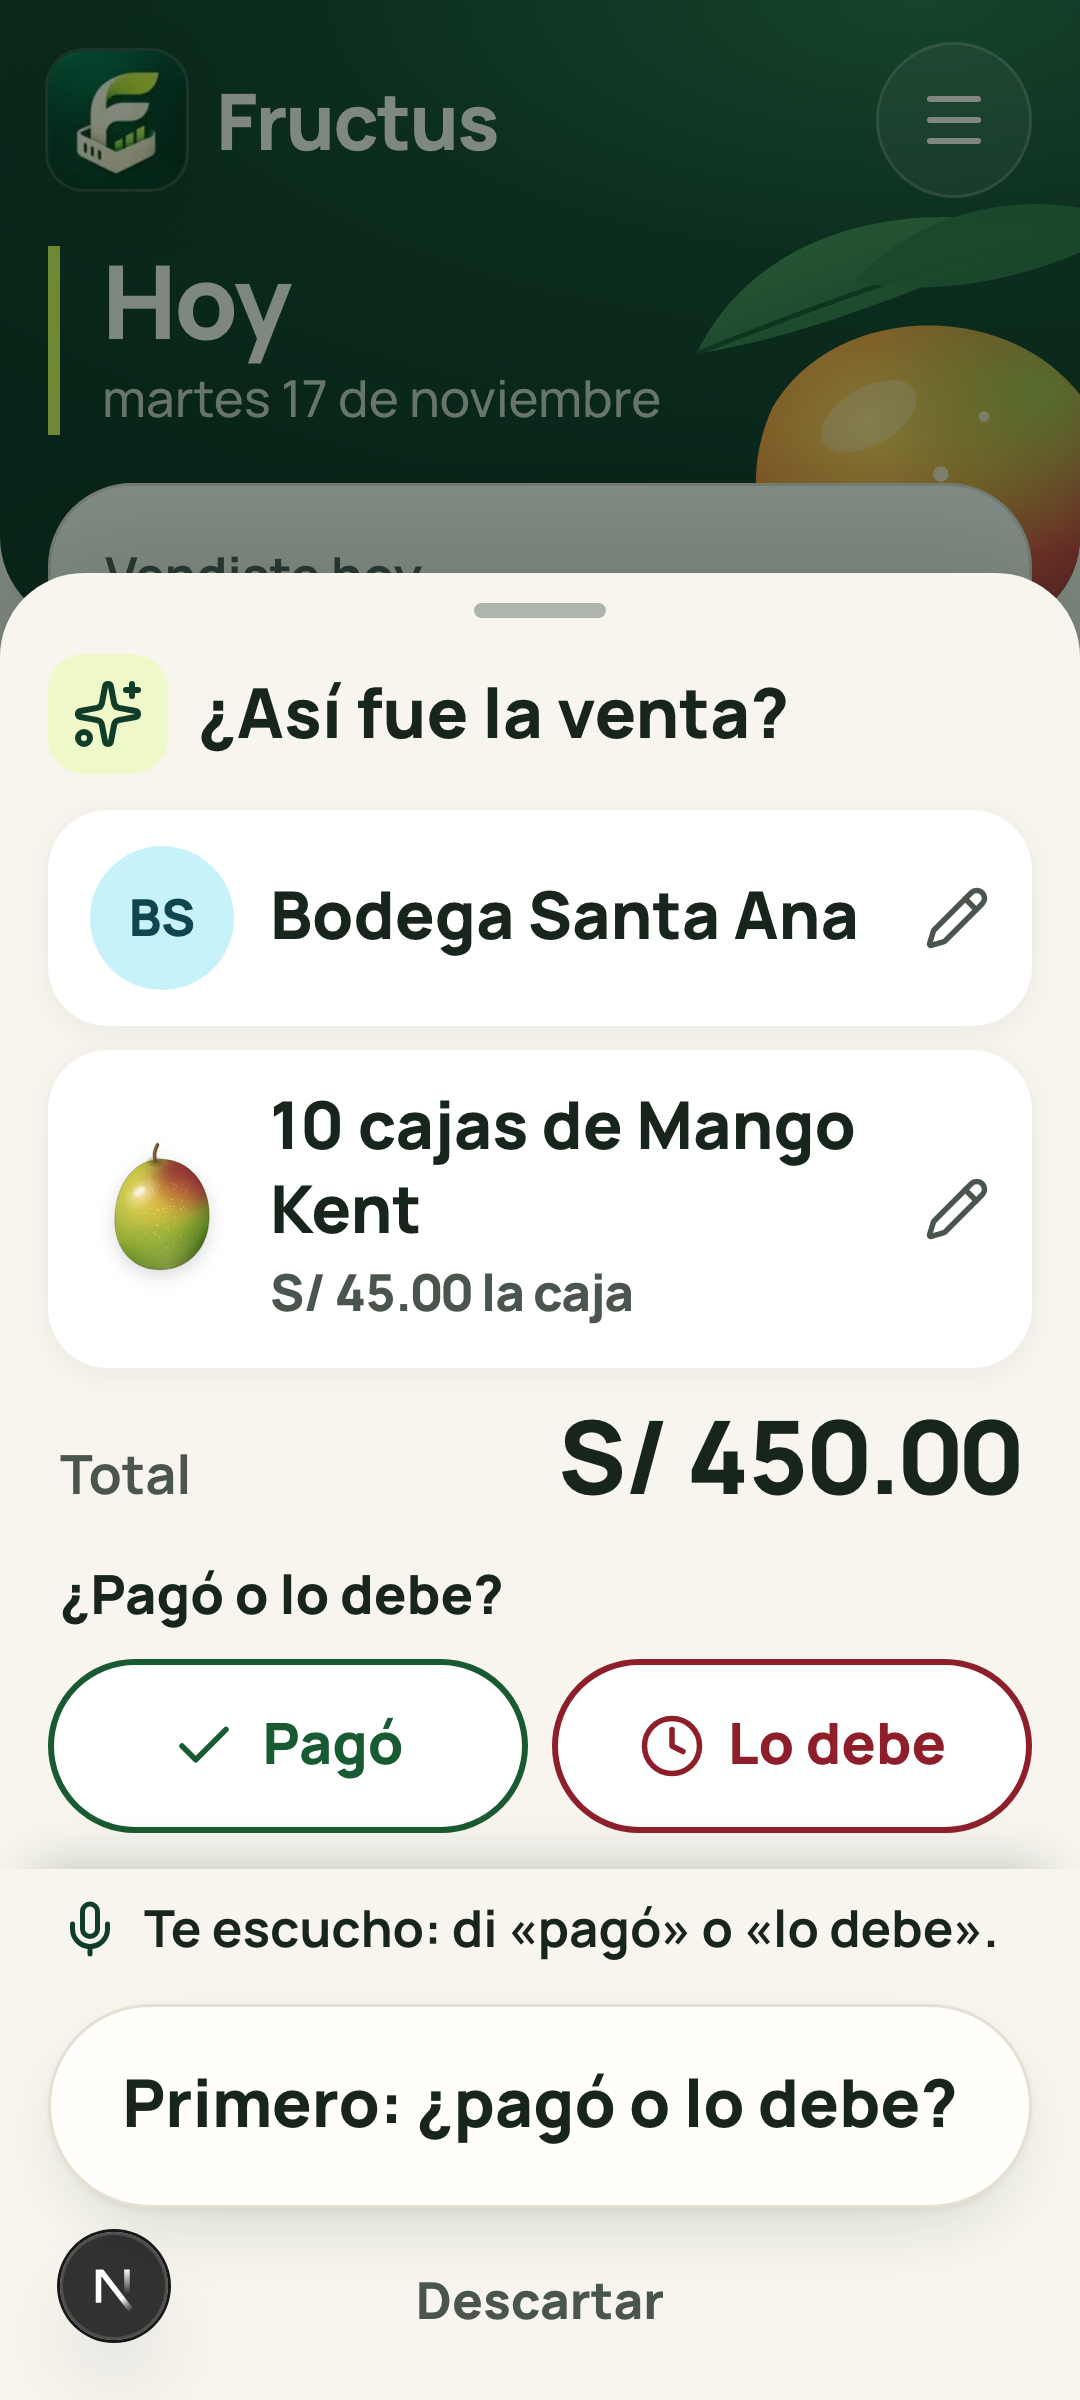 Fructus
Hoy
martes 17 de noviembre
Vendiste hoy
¿Así fue la venta?
BS
Bodega Santa Ana
10 cajas de Mango
Kent
S/ 45.00 la caja
Total
S/ 450.00
¿Pagó o lo debe?
Pagó
Lo debe
Te escucho: di «pagó» o «lo debe».
Primero: ¿pagó o lo debe?
N
Descartar